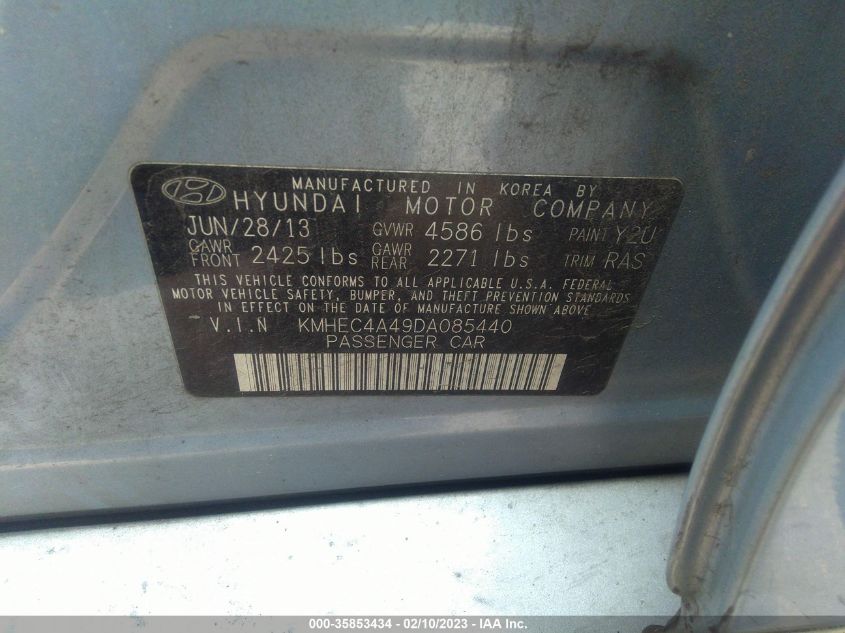 MANUFACTURED IN KOREA BY
HYUNDAI MOTOR COMPANY
JUN/28/13 GVWR 4586 lbs PAINT Y2U
GAWR FRONT 2425 lbs GAWR REAR 2271 lbs TRIM RAS
THIS VEHICLE CONFORMS TO ALL APPLICABLE U.S.A. FEDERAL
MOTOR VEHICLE SAFETY, BUMPER, AND THEFT PREVENTION STANDARDS
IN EFFECT ON THE DATE OF MANUFACTURE SHOWN ABOVE.
V.I.N KMHEC4A49DA085440
PASSENGER CAR
000-35853434 - 02/10/2023 - © IAA Inc.